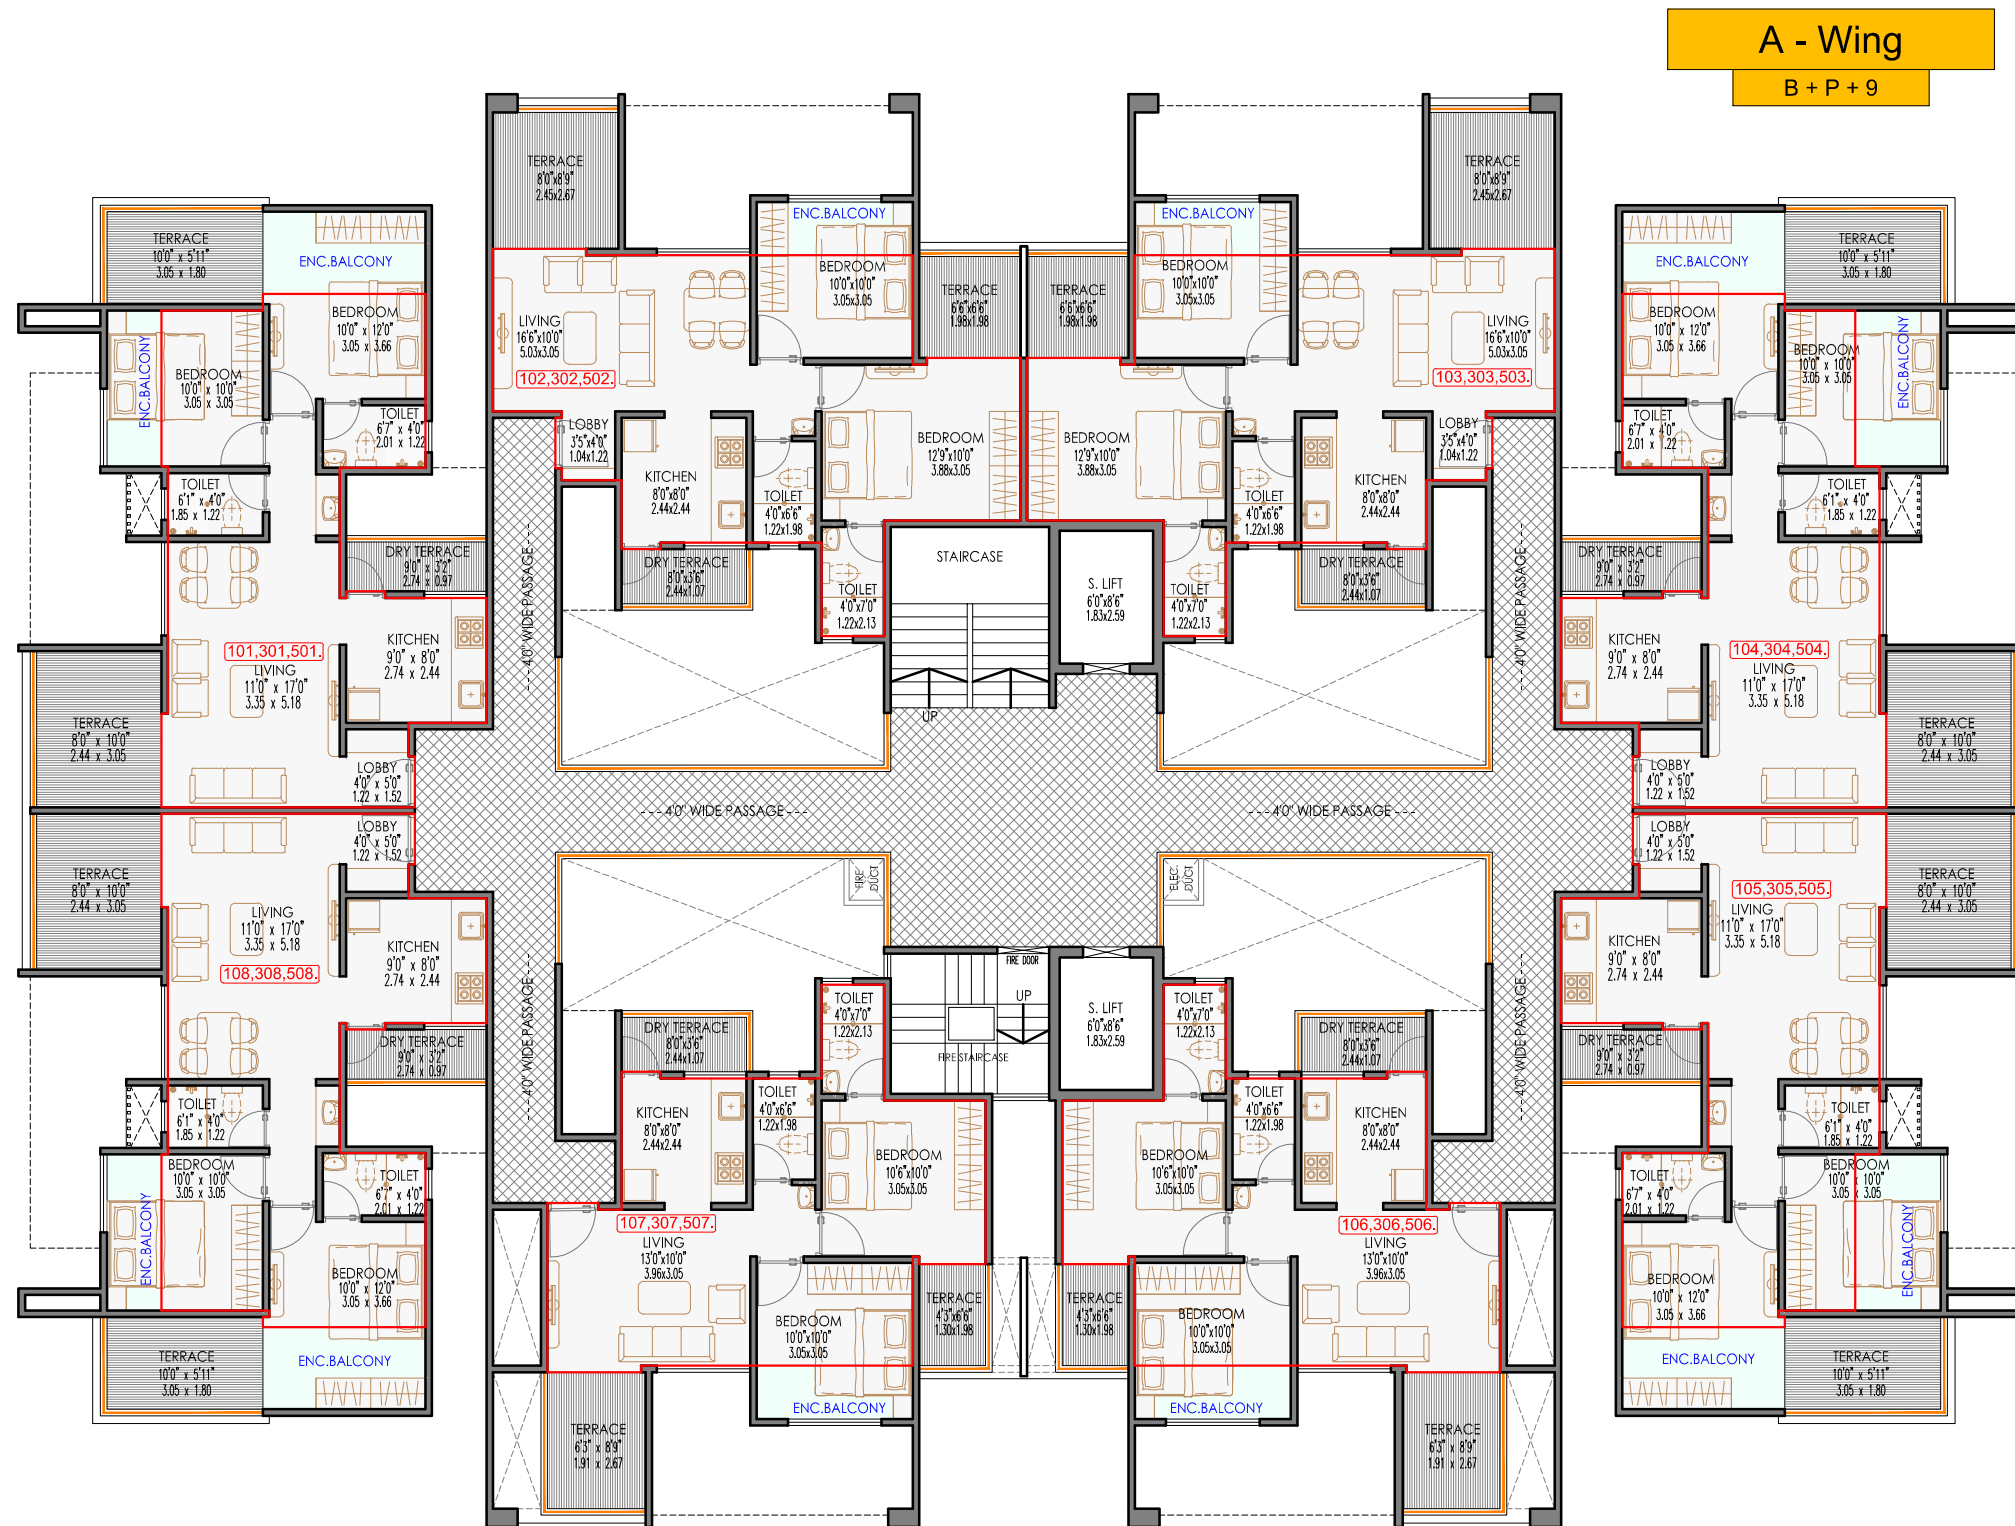 A - Wing
B + P + 9
TERRACE
8'0"x8'9"
2.45x2.67
ENC.BALCONY
BEDROOM
10'0"x10'0"
3.05x3.05
TERRACE
6'6"x6'6"
1.98x1.98
TERRACE
6'6"x6'6"
1.98x1.98
ENC.BALCONY
BEDROOM
10'0"x10'0"
3.05x3.05
TERRACE
8'0"x8'9"
2.45x2.67
TERRACE
10'0" x 5'11"
3.05 x 1.80
ENC.BALCONY
BEDROOM
10'0" x 12'0"
3.05 x 3.66
ENC.BALCONY
BEDROOM
10'0" x 10'0"
3.05 x 3.05
TOILET
6'7" x 4'0"
2.01 x 1.22
TOILET
6'1" x 4'0"
1.85 x 1.22
DRY TERRACE
9'0" x 3'2"
2.74 x 0.97
KITCHEN
9'0" x 8'0"
2.74 x 2.44
101,301,501.
LIVING
11'0" x 17'0"
3.35 x 5.18
TERRACE
8'0" x 10'0"
2.44 x 3.05
LOBBY
4'0" x 5'0"
1.22 x 1.52
LIVING
16'6"x10'0"
5.03x3.05
102,302,502.
LOBBY
3'5"x4'0"
1.04x1.22
KITCHEN
8'0"x8'0"
2.44x2.44
TOILET
4'0"x6'6"
1.22x1.98
BEDROOM
12'9"x10'0"
3.88x3.05
DRY TERRACE
8'0"x3'6"
2.44x1.07
TOILET
4'0"x7'0"
1.22x2.13
STAIRCASE
UP
S. LIFT
6'0"x8'6"
1.83x2.59
BEDROOM
12'9"x10'0"
3.88x3.05
TOILET
4'0"x6'6"
1.22x1.98
TOILET
4'0"x7'0"
1.22x2.13
KITCHEN
8'0"x8'0"
2.44x2.44
DRY TERRACE
8'0"x3'6"
2.44x1.07
LIVING
16'6"x10'0"
5.03x3.05
103,303,503.
LOBBY
3'5"x4'0"
1.04x1.22
ENC.BALCONY
TERRACE
10'0" x 5'11"
3.05 x 1.80
BEDROOM
10'0" x 12'0"
3.05 x 3.66
BEDROOM
10'0" x 10'0"
3.05 x 3.05
ENC.BALCONY
TOILET
6'7" x 4'0"
2.01 x 1.22
TOILET
6'1" x 4'0"
1.85 x 1.22
DRY TERRACE
9'0" x 3'2"
2.74 x 0.97
KITCHEN
9'0" x 8'0"
2.74 x 2.44
104,304,504.
LIVING
11'0" x 17'0"
3.35 x 5.18
TERRACE
8'0" x 10'0"
2.44 x 3.05
LOBBY
4'0" x 5'0"
1.22 x 1.52
---4'0" WIDE PASSAGE---
---4'0" WIDE PASSAGE---
---4'0" WIDE PASSAGE---
---4'0" WIDE PASSAGE---
LOBBY
4'0" x 5'0"
1.22 x 1.52
TERRACE
8'0" x 10'0"
2.44 x 3.05
LIVING
11'0" x 17'0"
3.35 x 5.18
108,308,508.
KITCHEN
9'0" x 8'0"
2.74 x 2.44
DRY TERRACE
9'0" x 3'2"
2.74 x 0.97
TOILET
6'1" x 4'0"
1.85 x 1.22
BEDROOM
10'0" x 10'0"
3.05 x 3.05
ENC.BALCONY
TOILET
6'7" x 4'0"
2.01 x 1.22
BEDROOM
10'0" x 12'0"
3.05 x 3.66
TERRACE
10'0" x 5'11"
3.05 x 1.80
ENC.BALCONY
---4'0" WIDE PASSAGE---
FIRE
DUCT
ELEC.
DUCT
FIRE DOOR
UP
FIRE STAIRCASE
S. LIFT
6'0"x8'6"
1.83x2.59
TOILET
4'0"x7'0"
1.22x2.13
DRY TERRACE
8'0"x3'6"
2.44x1.07
KITCHEN
8'0"x8'0"
2.44x2.44
TOILET
4'0"x6'6"
1.22x1.98
BEDROOM
10'6"x10'0"
3.05x3.05
107,307,507.
LIVING
13'0"x10'0"
3.96x3.05
BEDROOM
10'0"x10'0"
3.05x3.05
TERRACE
4'3"x6'6"
1.30x1.98
ENC.BALCONY
TERRACE
6'3" x 8'9"
1.91 x 2.67
TOILET
4'0"x7'0"
1.22x2.13
DRY TERRACE
8'0"x3'6"
2.44x1.07
TOILET
4'0"x6'6"
1.22x1.98
KITCHEN
8'0"x8'0"
2.44x2.44
BEDROOM
10'6"x10'0"
3.05x3.05
106,306,506.
LIVING
13'0"x10'0"
3.96x3.05
TERRACE
4'3"x6'6"
1.30x1.98
BEDROOM
10'0"x10'0"
3.05x3.05
ENC.BALCONY
TERRACE
6'3" x 8'9"
1.91 x 2.67
---4'0" WIDE PASSAGE---
LOBBY
4'0" x 5'0"
1.22 x 1.52
105,305,505.
LIVING
11'0" x 17'0"
3.35 x 5.18
TERRACE
8'0" x 10'0"
2.44 x 3.05
KITCHEN
9'0" x 8'0"
2.74 x 2.44
DRY TERRACE
9'0" x 3'2"
2.74 x 0.97
TOILET
6'1" x 4'0"
1.85 x 1.22
TOILET
6'7" x 4'0"
2.01 x 1.22
BEDROOM
10'0" x 10'0"
3.05 x 3.05
ENC.BALCONY
BEDROOM
10'0" x 12'0"
3.05 x 3.66
ENC.BALCONY
TERRACE
10'0" x 5'11"
3.05 x 1.80